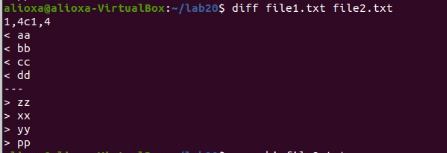 alioxa@alioxa-VirtualBox:~/lab20$ diff file1.txt file2.txt
1,4c1,4
< aa
< bb
< cc
< dd
---
> zz
> xx
> yy
> pp